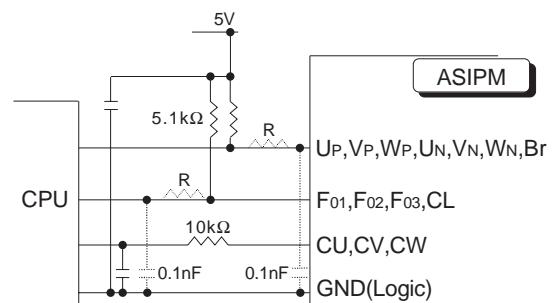 5V
ASIPM
5.1kΩ
R
UP,VP,WP,UN,VN,WN,Br
R
CPU
F01,F02,F03,CL
10kΩ
CU,CV,CW
0.1nF
0.1nF
GND(Logic)